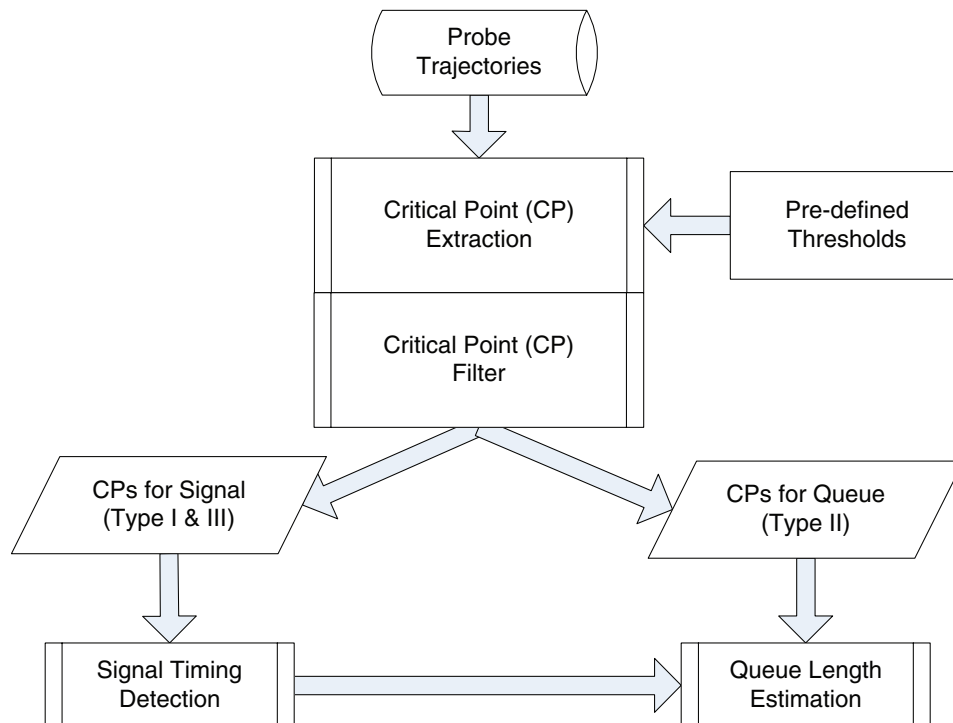 Probe
Trajectories
Critical Point (CP)
Extraction
Pre-defined
Thresholds
Critical Point (CP)
Filter
CPs for Signal
(Type I & III)
CPs for Queue
(Type II)
Signal Timing
Detection
Queue Length
Estimation